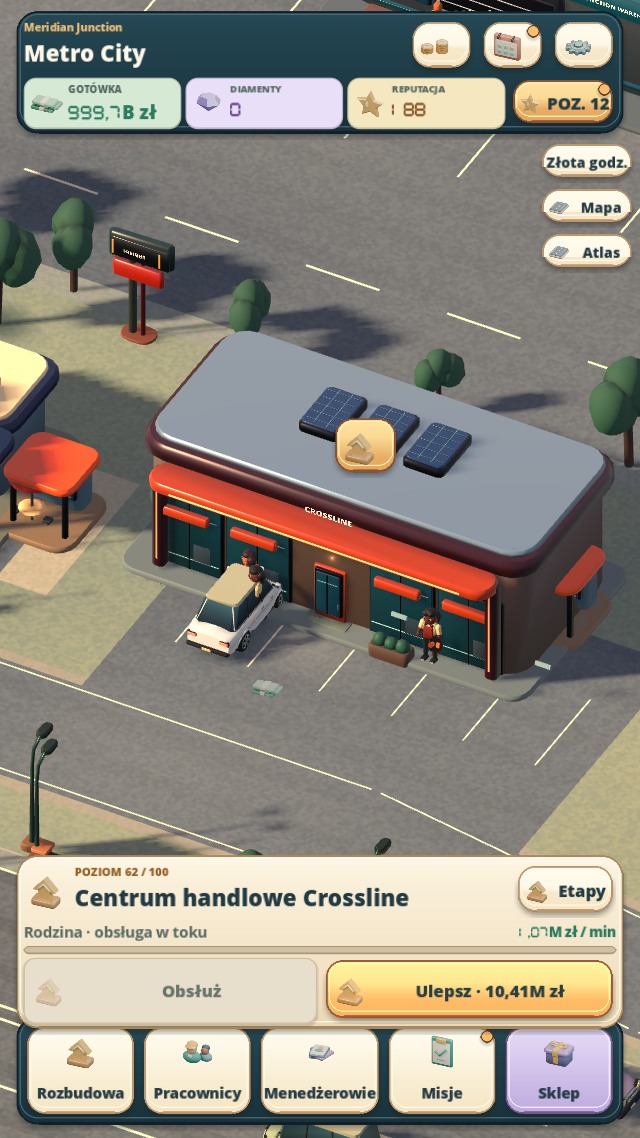 Meridian Junction
Metro City
GOTÓWKA
999,7B zł
DIAMENTY
0
REPUTACJA
188
POZ. 12
Złota godz.
Mapa
Atlas
CROSSLINE
POZIOM 62 / 100
Centrum handlowe Crossline
Etapy
Rodzina · obsługa w toku
1,07M zł / min
Obsłuż
Ulepsz · 10,41M zł
Rozbudowa
Pracownicy
Menedżerowie
Misje
Sklep